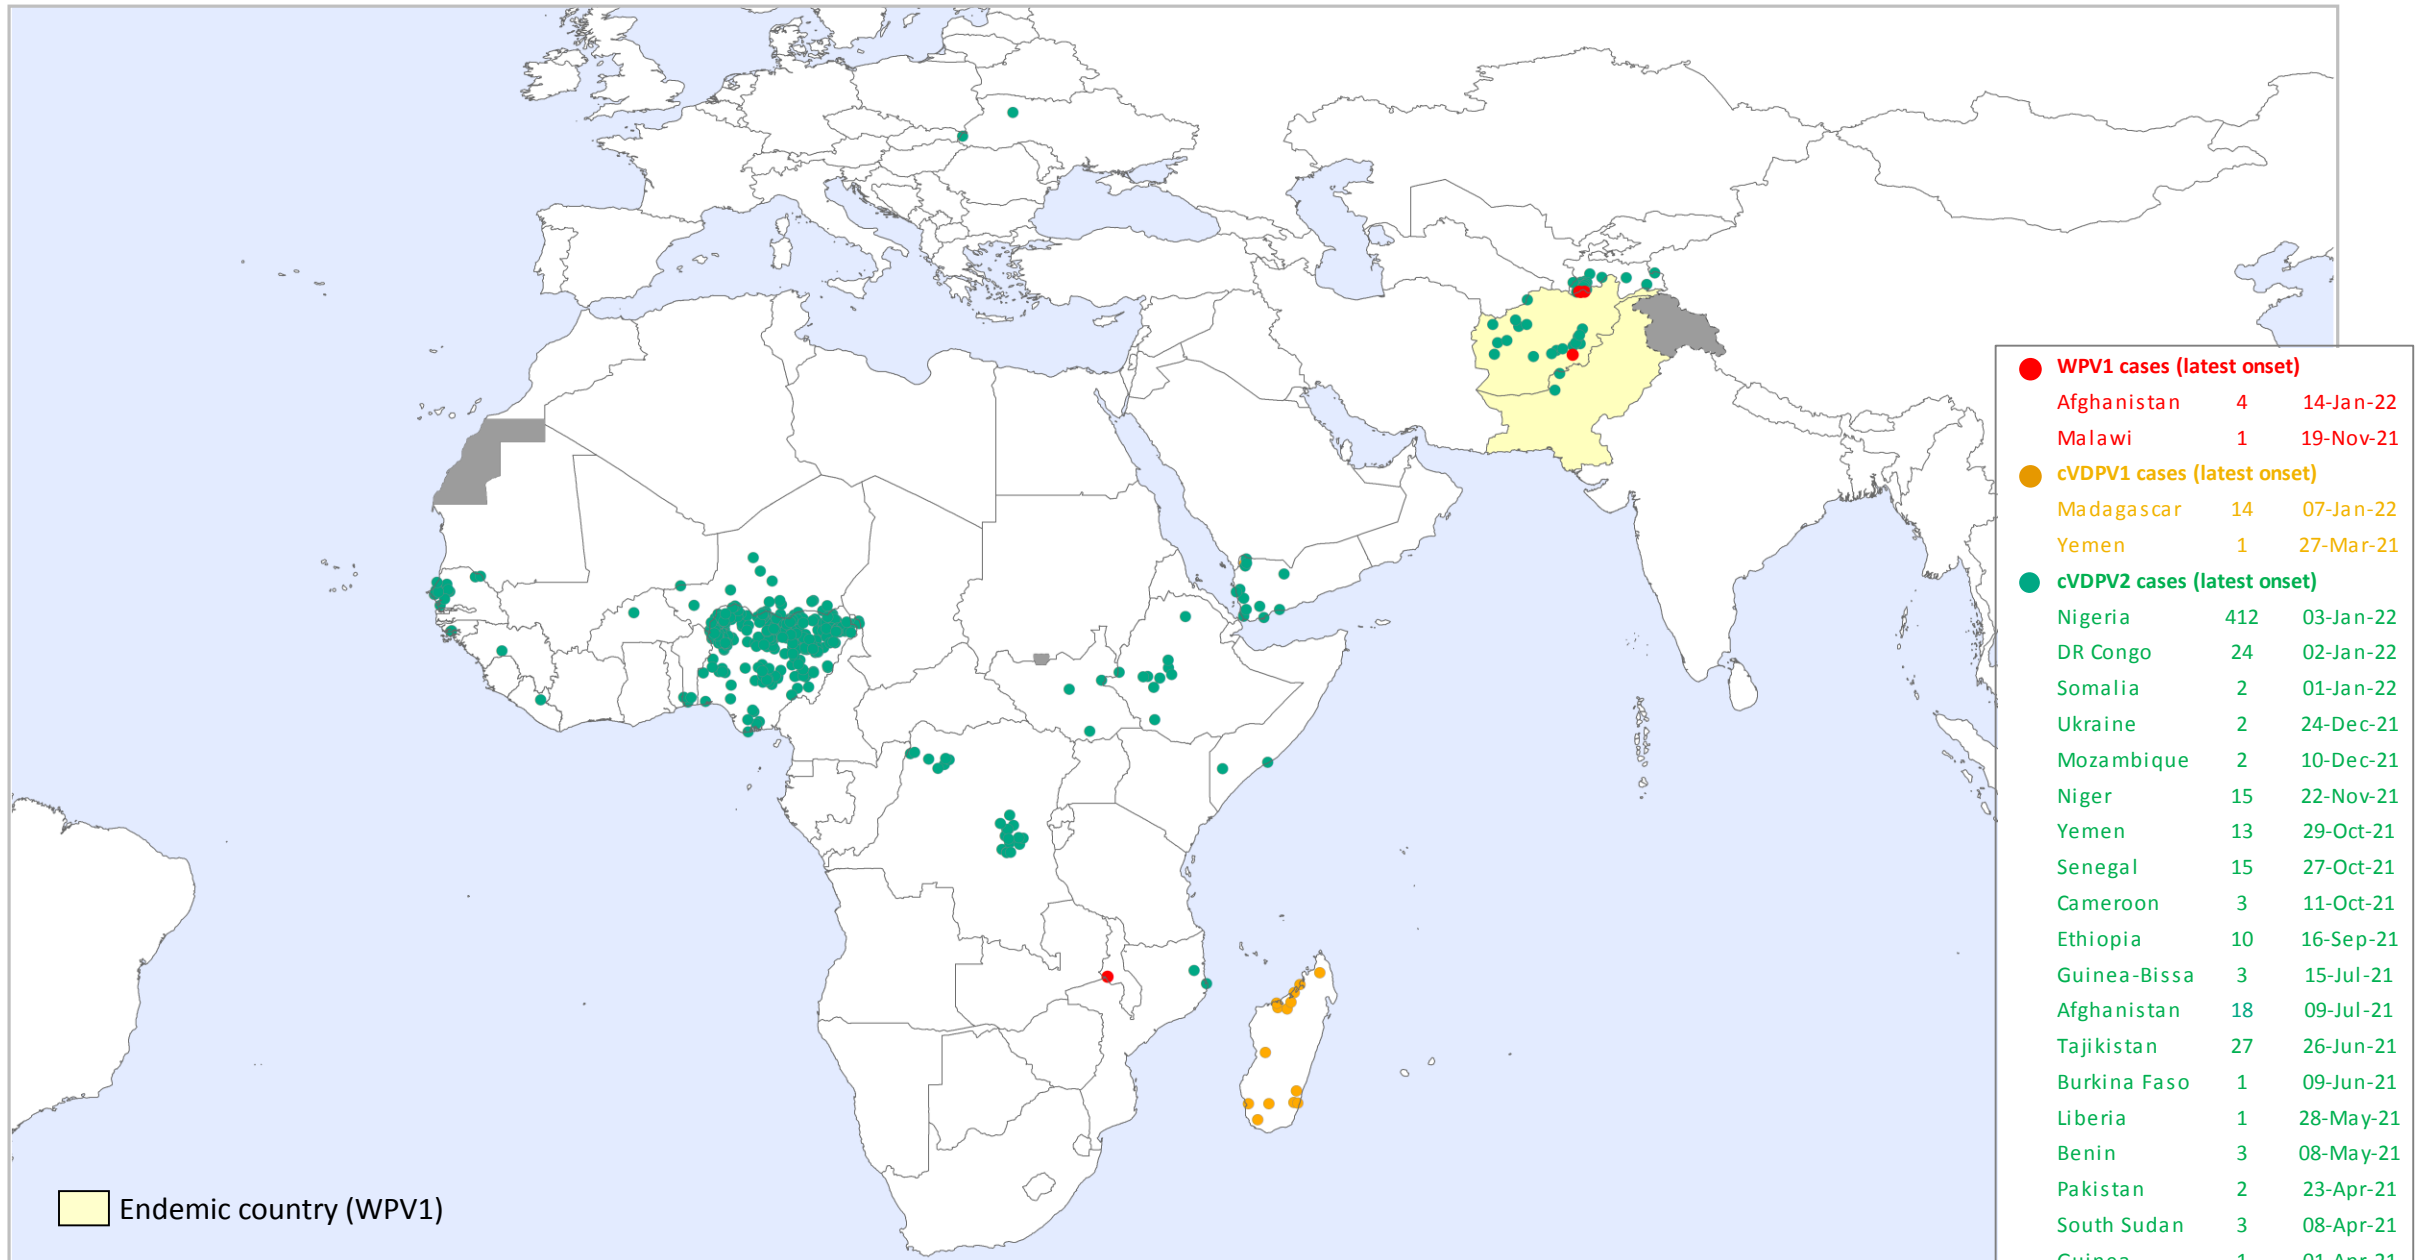 WPV1 cases (latest onset)
Afghanistan 4 14-Jan-22
Malawi 1 19-Nov-21
cVDPV1 cases (latest onset)
Madagascar 14 07-Jan-22
Yemen 1 27-Mar-21
cVDPV2 cases (latest onset)
Nigeria 412 03-Jan-22
DR Congo 24 02-Jan-22
Somalia 2 01-Jan-22
Ukraine 2 24-Dec-21
Mozambique 2 10-Dec-21
Niger 15 22-Nov-21
Yemen 13 29-Oct-21
Senegal 15 27-Oct-21
Cameroon 3 11-Oct-21
Ethiopia 10 16-Sep-21
Guinea-Bissa 3 15-Jul-21
Afghanistan 18 09-Jul-21
Tajikistan 27 26-Jun-21
Burkina Faso 1 09-Jun-21
Liberia 1 28-May-21
Benin 3 08-May-21
Pakistan 2 23-Apr-21
South Sudan 3 08-Apr-21
Guinea 1 01-Apr-21
Endemic country (WPV1)